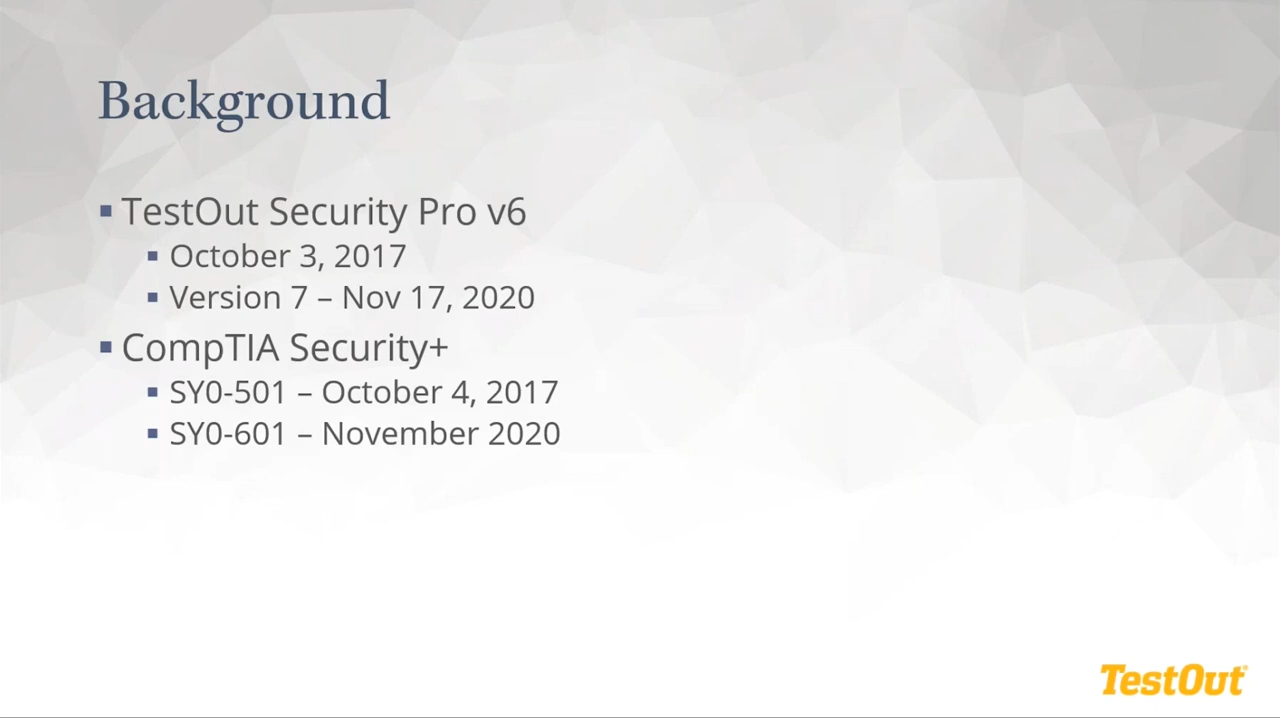 Background
▪ TestOut Security Pro v6
▪ October 3, 2017
▪ Version 7 – Nov 17, 2020
▪ CompTIA Security+
▪ SY0-501 – October 4, 2017
▪ SY0-601 – November 2020
TestOut®